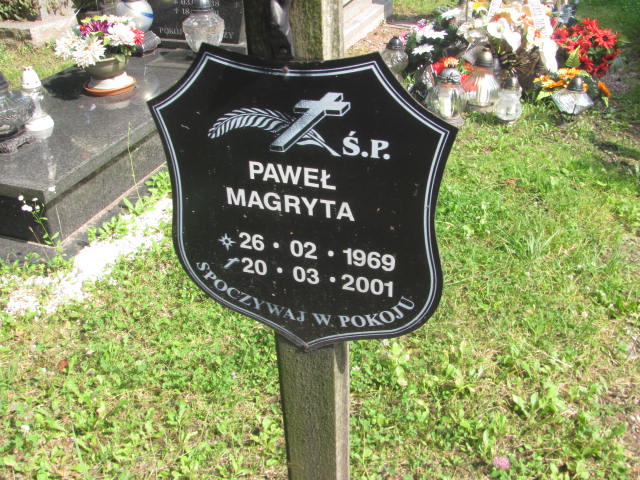 Ś.P.
PAWEŁ
MAGRYTA
26 • 02 • 1969
20 • 03 • 2001
SPOCZYWAJ W POKOJU